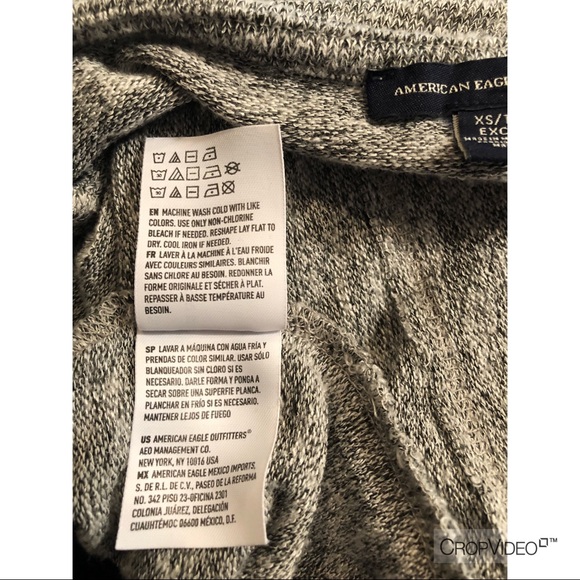 AMERICAN EAGL
XS/
EXC
EN MACHINE WASH COLD WITH LIKE
COLORS. USE ONLY NON-CHLORINE
BLEACH IF NEEDED. RESHAPE LAY FLAT TO
DRY. COOL IRON IF NEEDED.
FR LAVER À LA MACHINE À L'EAU FROIDE
AVEC COULEURS SIMILAIRES. BLANCHIR
SANS CHLORE AU BESOIN. REDONNER LA
FORME ORIGINALE ET SÉCHER À PLAT.
REPASSER À BASSE TEMPÉRATURE AU
BESOIN.
SP LAVAR A MÁQUINA CON AGUA FRÍA Y
PRENDAS DE COLOR SIMILAR. USAR SÓLO
BLANQUEADOR SIN CLORO SI ES
NECESARIO. DARLE FORMA Y PONGA A
SECAR SOBRE UNA SUPERFIE PLANCA.
PLANCHAR EN FRÍO SI ES NECESARIO.
MANTENER LEJOS DE FUEGO
US AMERICAN EAGLE OUTFITTERS®
AEO MANAGEMENT CO.
NEW YORK, NY 10016 USA
MX AMERICAN EAGLE MEXICO IMPORTS,
S. DE R.L. DE C.V., PASEO DE LA REFORMA
NO. 342 PISO 23-OFICINA 2301
COLONIA JUÁREZ, DELEGACIÓN
CUAUHTÉMOC 06600 MÉXICO, D.F.
CROPVIDEO™